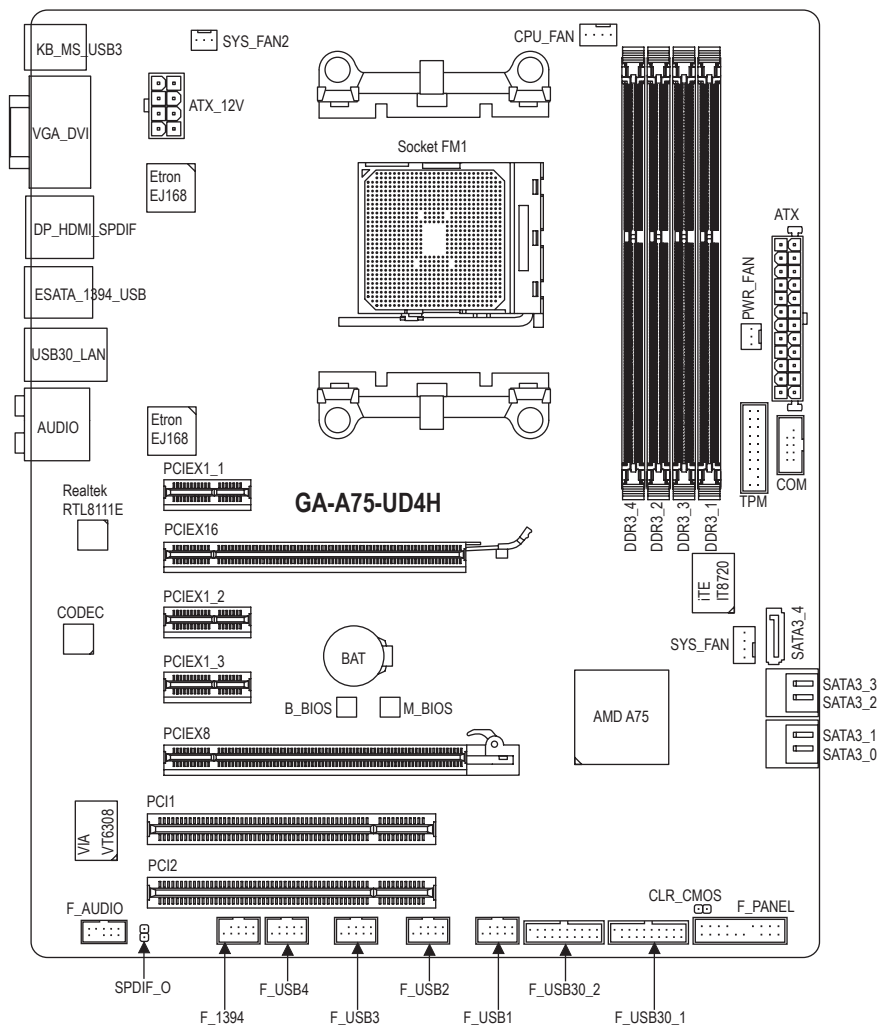 KB_MS_USB3
SYS_FAN2
CPU_FAN
ATX_12V
VGA_DVI
Socket FM1
Etron
EJ168
DP_HDMI_SPDIF
ATX
ESATA_1394_USB
PWR_FAN
USB30_LAN
AUDIO
Etron
EJ168
PCIEX1_1
COM
TPM
Realtek
RTL8111E
GA-A75-UD4H
DDR3_4
DDR3_2
DDR3_3
DDR3_1
PCIEX16
iTE
IT8720
PCIEX1_2
CODEC
SYS_FAN
SATA3_4
BAT
PCIEX1_3
SATA3_3
SATA3_2
B_BIOS
M_BIOS
AMD A75
PCIEX8
SATA3_1
SATA3_0
PCI1
VIA
VT6308
PCI2
CLR_CMOS
F_AUDIO
F_PANEL
SPDIF_O
F_USB4
F_USB2
F_USB30_2
F_1394
F_USB3
F_USB1
F_USB30_1